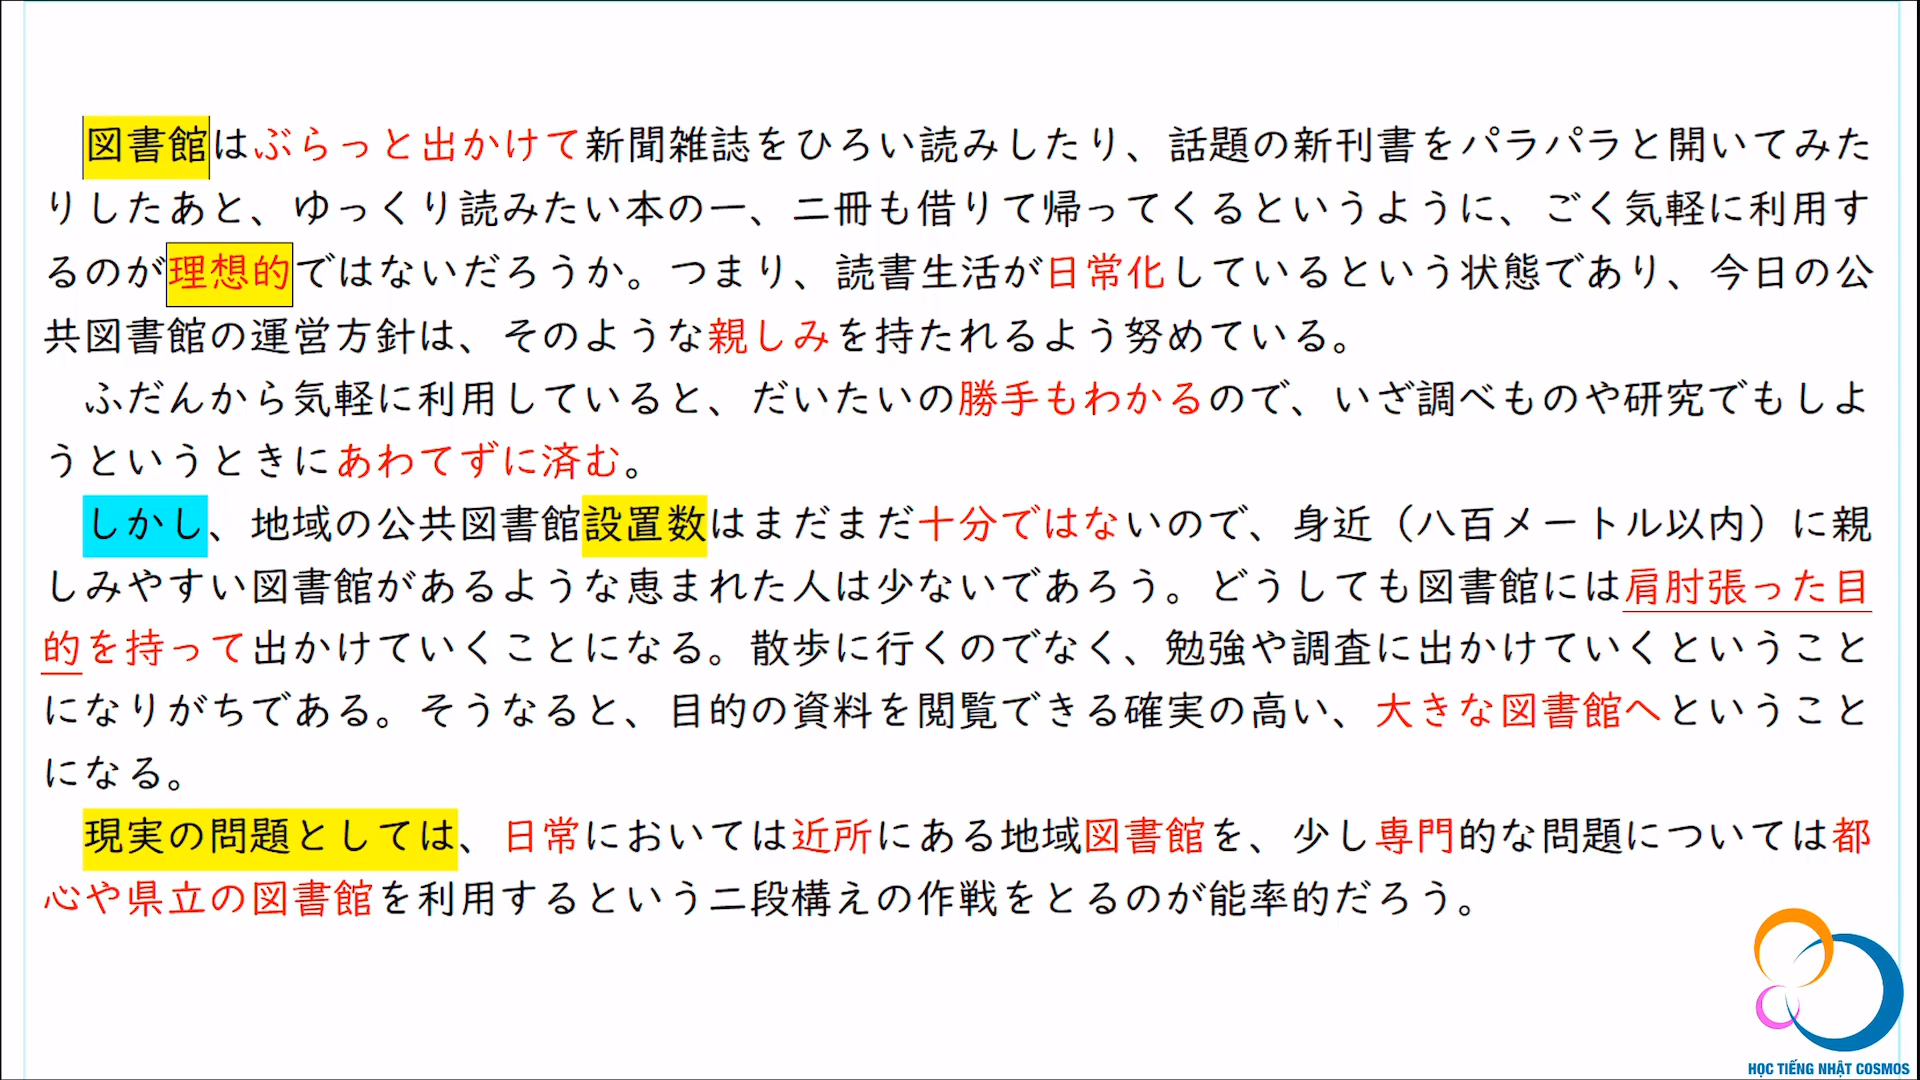 図書館はぶらっと出かけて新聞雑誌をひろい読みしたり、話題の新刊書をパラパラと開いてみた
りしたあと、ゆっくり読みたい本の一、二冊も借りて帰ってくるというように、ごく気軽に利用す
るのが理想的ではないだろうか。つまり、読書生活が日常化しているという状態であり、今日の公
共図書館の運営方針は、そのような親しみを持たれるよう努めている。
ふだんから気軽に利用していると、だいたいの勝手もわかるので、いざ調べものや研究でもしよ
うというときにあわてずに済む。
しかし、地域の公共図書館設置数はまだまだ十分ではないので、身近（八百メートル以内）に親
しみやすい図書館があるような恵まれた人は少ないであろう。どうしても図書館には肩肘張った目
的を持って出かけていくことになる。散歩に行くのでなく、勉強や調査に出かけていくということ
になりがちである。そうなると、目的の資料を閲覧できる確実の高い、大きな図書館へということ
になる。
現実の問題としては、日常においては近所にある地域図書館を、少し専門的な問題については都
心や県立の図書館を利用するという二段構えの作戦をとるのが能率的だろう。
HỌC TIẾNG NHẬT COSMOS